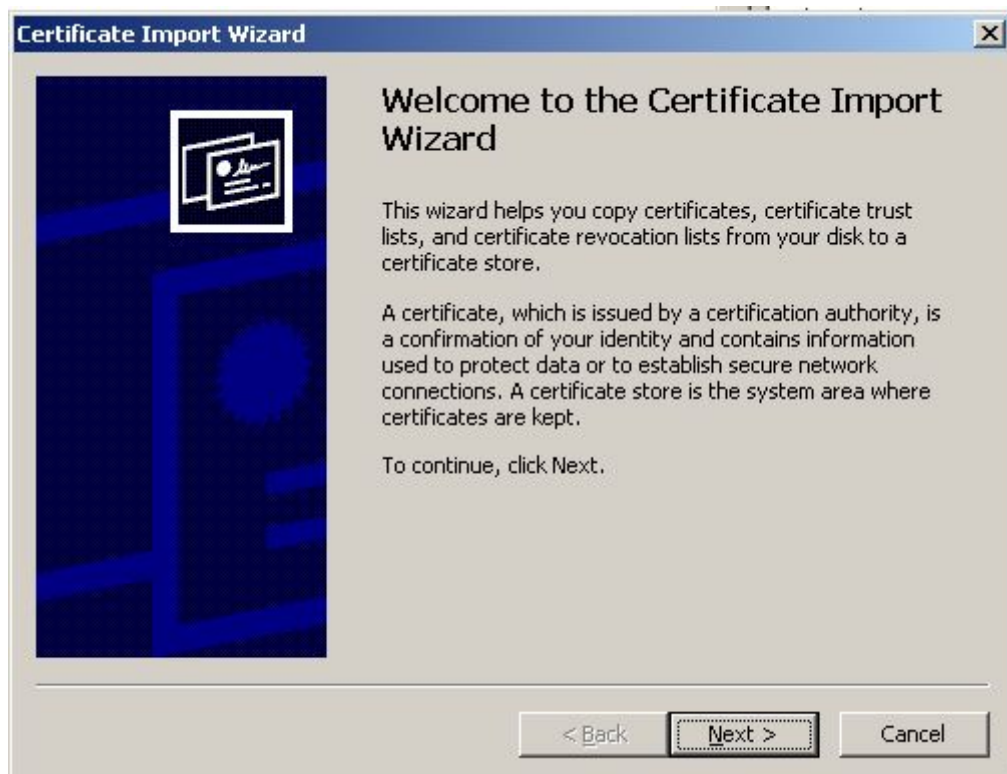 Certificate Import Wizard
Welcome to the Certificate Import
Wizard
This wizard helps you copy certificates, certificate trust
lists, and certificate revocation lists from your disk to a
certificate store.
A certificate, which is issued by a certification authority, is
a confirmation of your identity and contains information
used to protect data or to establish secure network
connections. A certificate store is the system area where
certificates are kept.
To continue, click Next.
< Back
Next >
Cancel